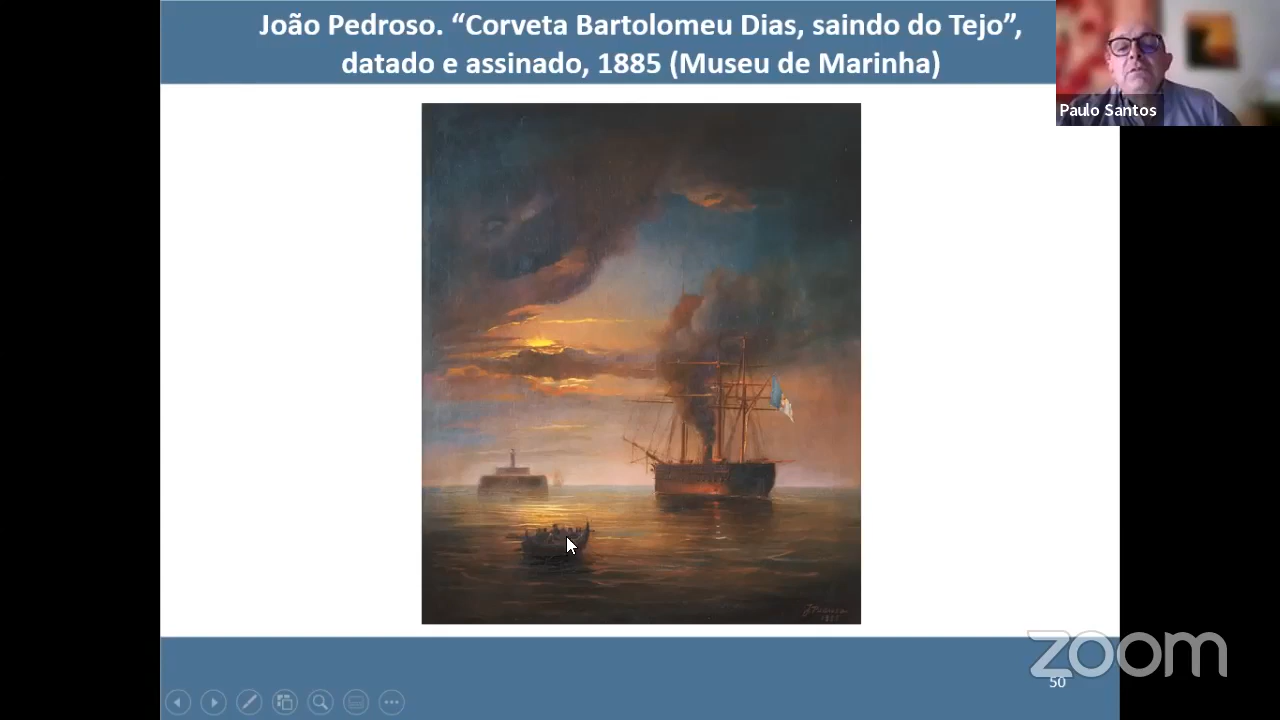 João Pedroso. “Corveta Bartolomeu Dias, saindo do Tejo”,
datado e assinado, 1885 (Museu de Marinha)
Paulo Santos
zoom
50